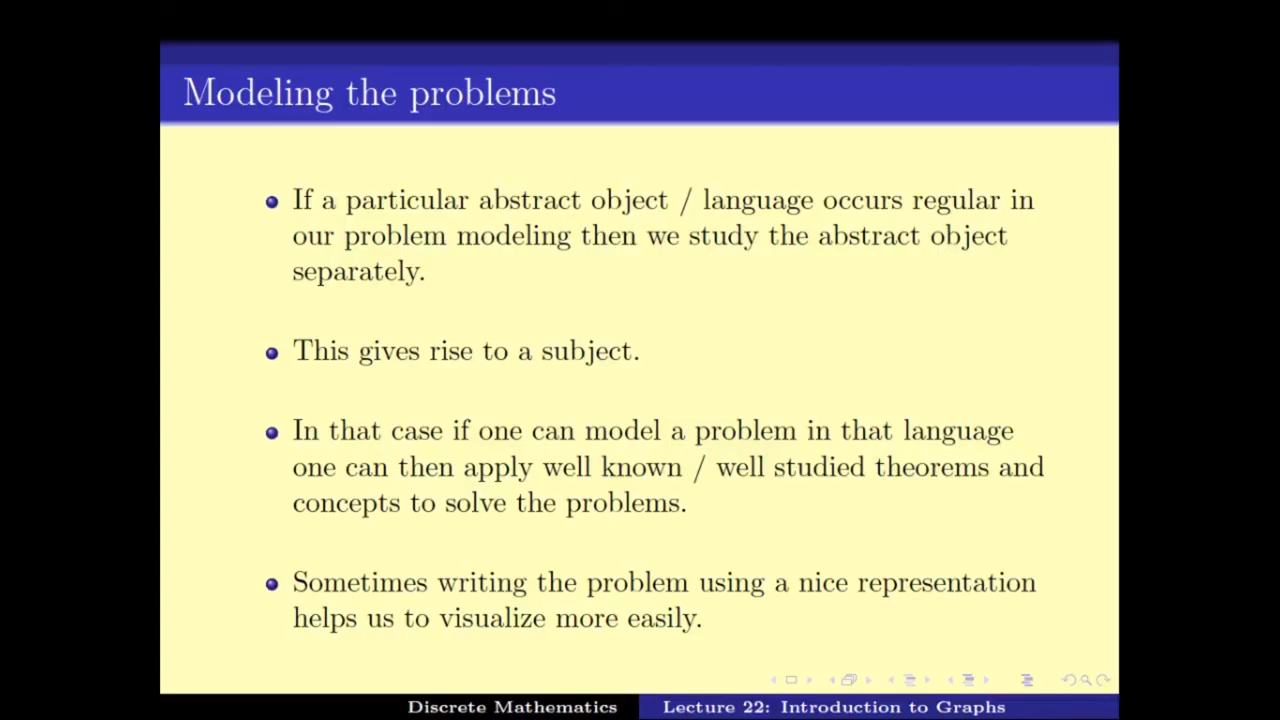 Modeling the problems
If a particular abstract object / language occurs regular in
our problem modeling then we study the abstract object
separately.
This gives rise to a subject.
In that case if one can model a problem in that language
one can then apply well known / well studied theorems and
concepts to solve the problems.
Sometimes writing the problem using a nice representation
helps us to visualize more easily.
Discrete Mathematics
Lecture 22: Introduction to Graphs